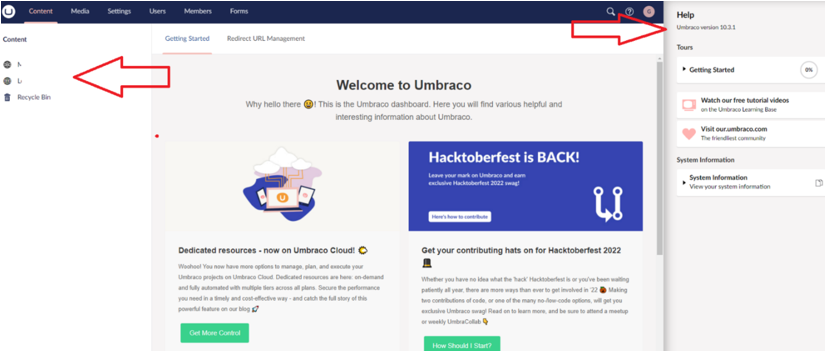 Content Media Settings Users Members Forms
G
Content
Recycle Bin
Getting Started Redirect URL Management
Welcome to Umbraco
Why hello there 😃! This is the Umbraco dashboard. Here you will find various helpful and
interesting information about Umbraco.
Dedicated resources - now on Umbraco Cloud! 🌤
Woohoo! You now have more options to manage, plan, and execute your
Umbraco projects on Umbraco Cloud. Dedicated resources are here: on-demand
and fully automated with multiple tiers across all plans. Secure the performance
you need in a timely and cost-effective way - and catch the full story of this
powerful feature on our blog 🚀
Get More Control
Hacktoberfest is BACK!
Leave your mark on Umbraco and earn
exclusive Hacktoberfest 2022 swag!
Here's how to contribute
Get your contributing hats on for Hacktoberfest 2022
🎩
Whether you have no idea what the 'hack' Hacktoberfest is or you've been waiting
patiently all year, there are more ways than ever to get involved in '22 🎃 Making
two contributions of code, or one of the many no-/low-code options, will get you
exclusive Umbraco swag! Read on to learn more, and be sure to attend a meetup
or weekly UmbraCollab 👇
How Should I Start?
Help
Umbraco version 10.3.1
Tours
Getting Started 0%
Watch our free tutorial videos
on the Umbraco Learning Base
Visit our.umbraco.com
The friendliest community
System Information
System Information
View your system information